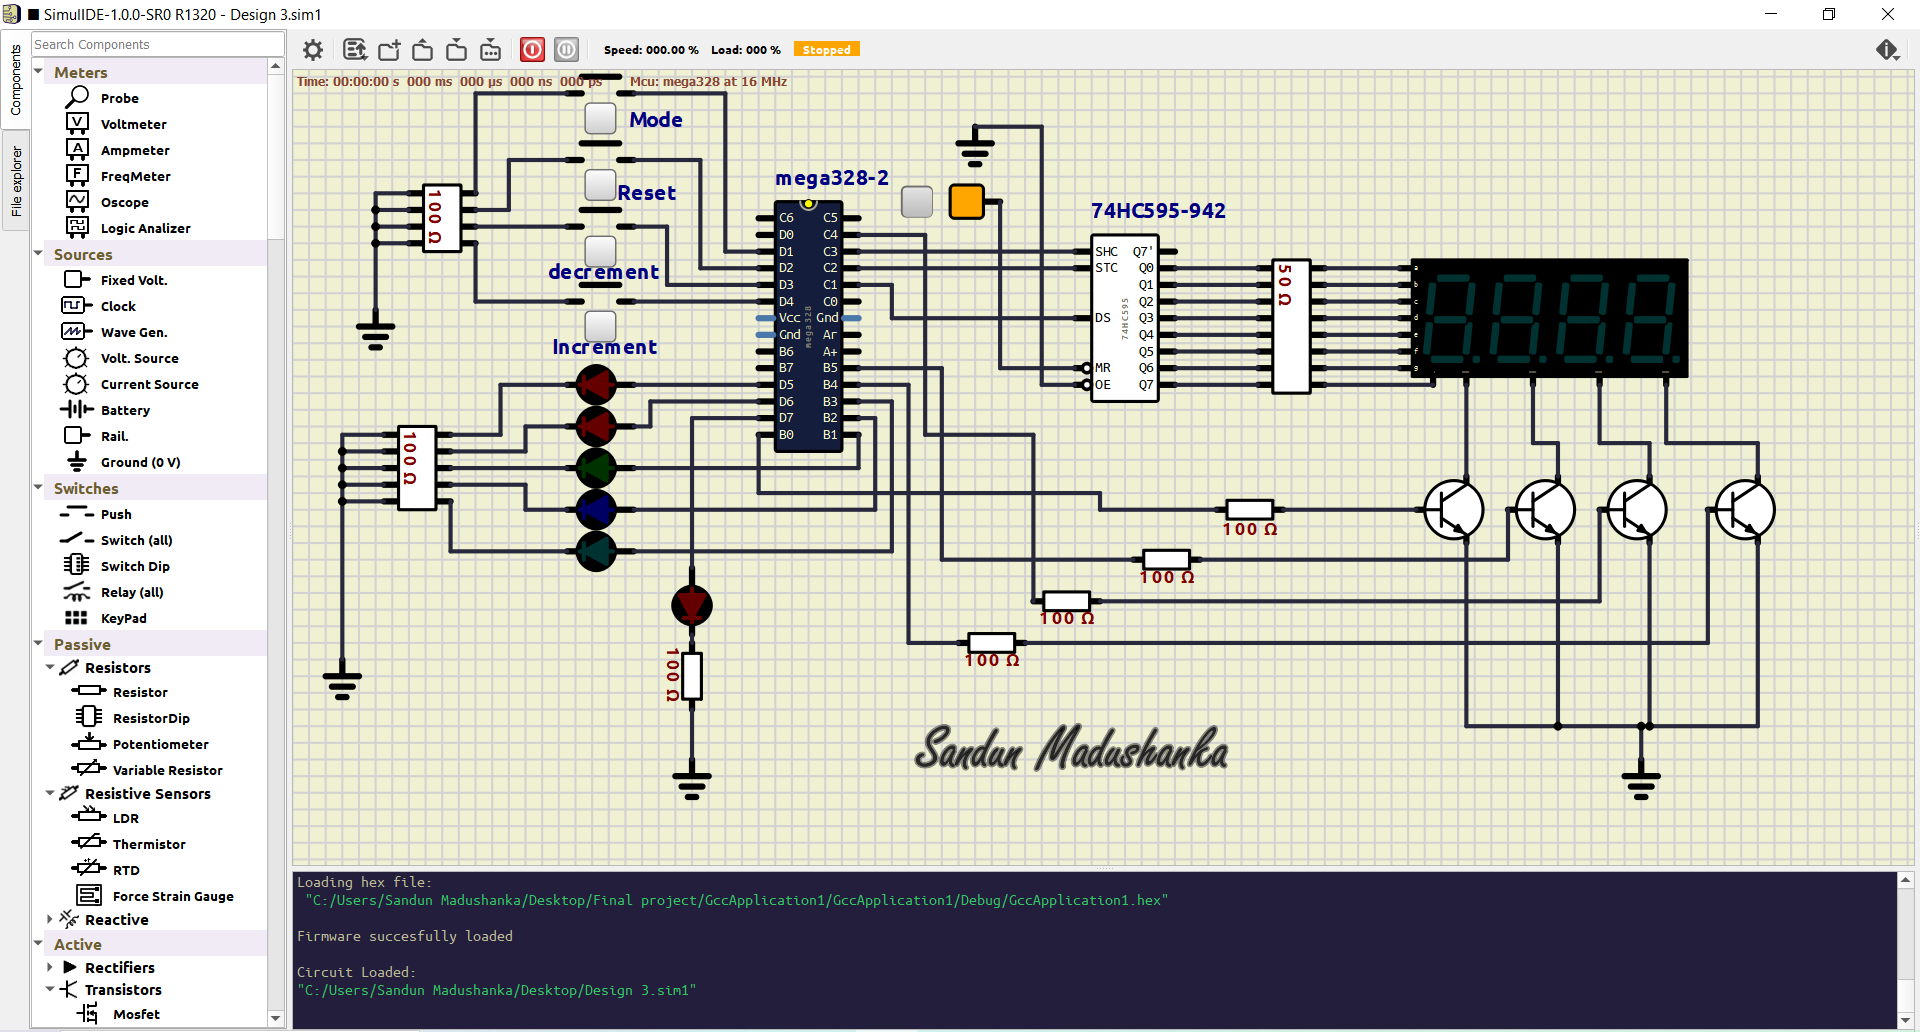 SimulIDE-1.0.0-SR0 R1320 - Design 3.sim1
Components
File explorer
Search Components
Meters
Probe
Voltmeter
Ampmeter
FreqMeter
Oscope
Logic Analizer
Sources
Fixed Volt.
Clock
Wave Gen.
Volt. Source
Current Source
Battery
Rail.
Ground (0 V)
Switches
Push
Switch (all)
Switch Dip
Relay (all)
KeyPad
Passive
Resistors
Resistor
ResistorDip
Potentiometer
Variable Resistor
Resistive Sensors
LDR
Thermistor
RTD
Force Strain Gauge
Reactive
Active
Rectifiers
Transistors
Mosfet
Speed: 000.00 % Load: 000 % Stopped
Time: 00:00:00 s 000 ms 000 µs 000 ns 000 ps Mcu: mega328 at 16 MHz
Mode
Reset
decrement
Increment
100 Ω
100 Ω
100 Ω
mega328-2
C6 C5
D0 C4
D1 C3
D2 C2
D3 C1
D4 C0
Vcc Gnd
Gnd Ar
B6 A+
B7 B5
D5 B4
D6 B3
D7 B2
B0 B1
mega328
74HC595-942
SHC Q7'
STC Q0
Q1
Q2
DS Q3
Q4
Q5
MR Q6
OE Q7
74HC595
50 Ω
a
b
c
d
e
f
g
100 Ω
100 Ω
100 Ω
100 Ω
Sandun Madushanka
Loading hex file:
"C:/Users/Sandun Madushanka/Desktop/Final project/GccApplication1/GccApplication1/Debug/GccApplication1.hex"
Firmware succesfully loaded
Circuit Loaded:
"C:/Users/Sandun Madushanka/Desktop/Design 3.sim1"